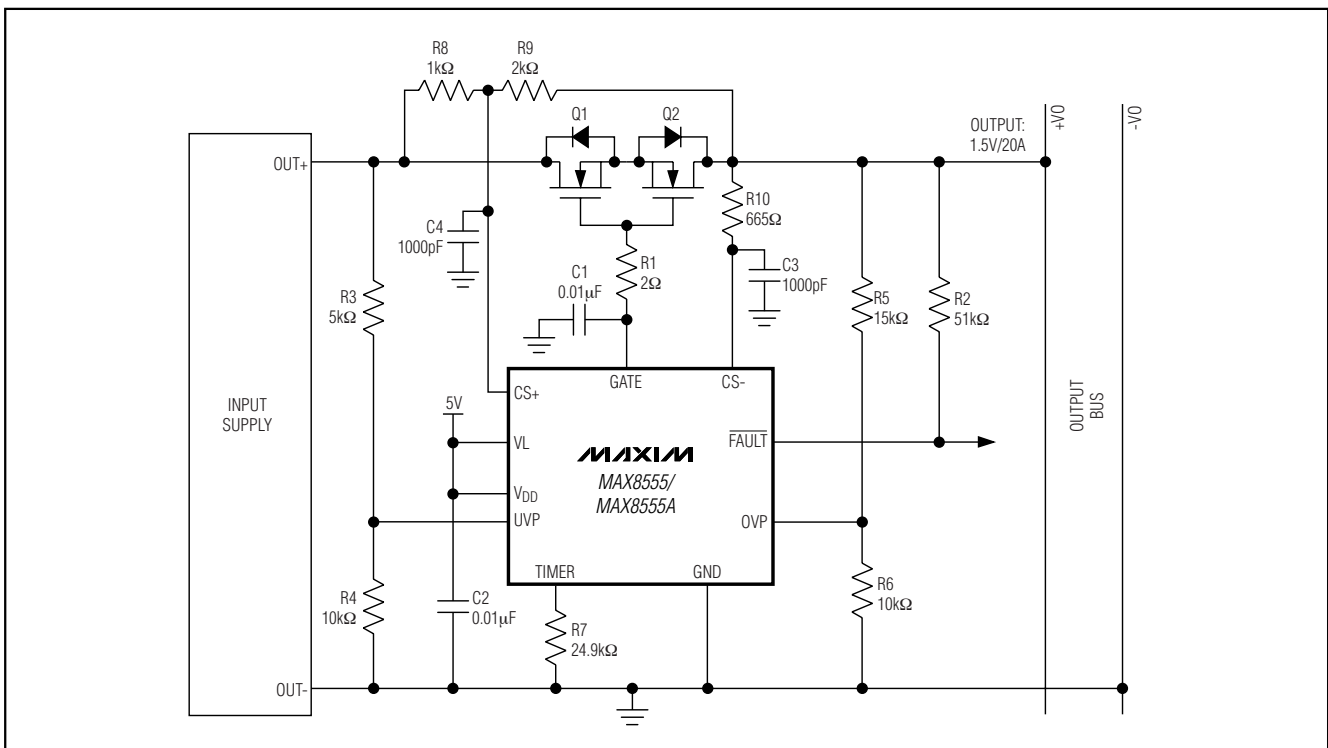 R8
1kΩ
R9
2kΩ
Q1
Q2
OUTPUT:
1.5V/20A
+VO
-VO
OUT+
R10
665Ω
C4
1000pF
R1
2Ω
C3
1000pF
C1
0.01μF
R3
5kΩ
R5
15kΩ
R2
51kΩ
GATE
CS-
CS+
INPUT
SUPPLY
5V
VL
FAULT
OUTPUT
BUS
MAXIM
MAX8555/
MAX8555A
VDD
UVP
OVP
TIMER
GND
R4
10kΩ
C2
0.01μF
R7
24.9kΩ
R6
10kΩ
OUT-